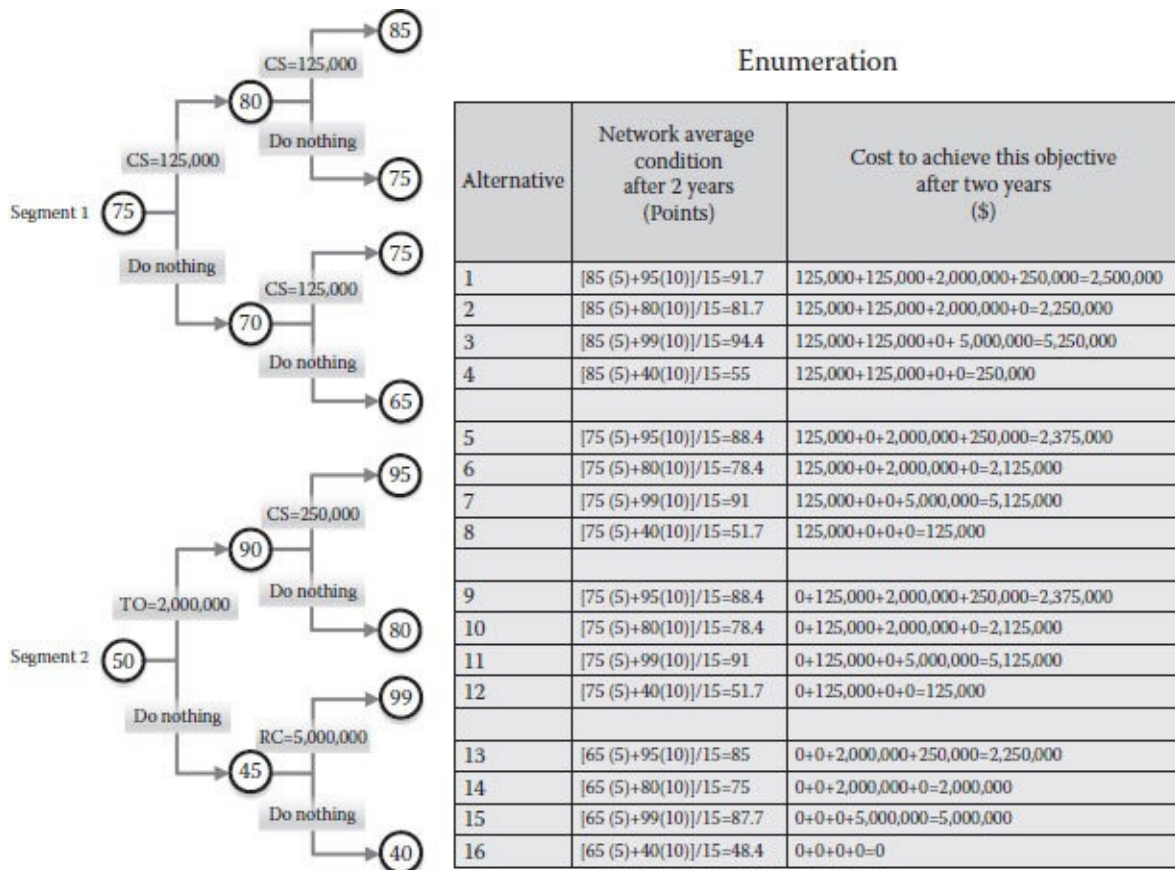 85
CS=125,000
80
Do nothing
CS=125,000
75
Segment 1
75
75
Do nothing
CS=125,000
70
Do nothing
65
95
CS=250,000
90
Do nothing
TO=2,000,000
80
Segment 2
50
99
Do nothing
RC=5,000,000
45
Do nothing
40
Enumeration
Alternative
Network average
condition
after 2 years
(Points)
Cost to achieve this objective
after two years
($)
1 [85 (5)+95(10)]/15=91.7 125,000+125,000+2,000,000+250,000=2,500,000
2 [85 (5)+80(10)]/15=81.7 125,000+125,000+2,000,000+0=2,250,000
3 [85 (5)+99(10)]/15=94.4 125,000+125,000+0+ 5,000,000=5,250,000
4 [85 (5)+40(10)]/15=55 125,000+125,000+0+0=250,000
5 [75 (5)+95(10)]/15=88.4 125,000+0+2,000,000+250,000=2,375,000
6 [75 (5)+80(10)]/15=78.4 125,000+0+2,000,000+0=2,125,000
7 [75 (5)+99(10)]/15=91 125,000+0+0+5,000,000=5,125,000
8 [75 (5)+40(10)]/15=51.7 125,000+0+0+0=125,000
9 [75 (5)+95(10)]/15=88.4 0+125,000+2,000,000+250,000=2,375,000
10 [75 (5)+80(10)]/15=78.4 0+125,000+2,000,000+0=2,125,000
11 [75 (5)+99(10)]/15=91 0+125,000+0+5,000,000=5,125,000
12 [75 (5)+40(10)]/15=51.7 0+125,000+0+0=125,000
13 [65 (5)+95(10)]/15=85 0+0+2,000,000+250,000=2,250,000
14 [65 (5)+80(10)]/15=75 0+0+2,000,000+0=2,000,000
15 [65 (5)+99(10)]/15=87.7 0+0+0+5,000,000=5,000,000
16 [65 (5)+40(10)]/15=48.4 0+0+0+0=0